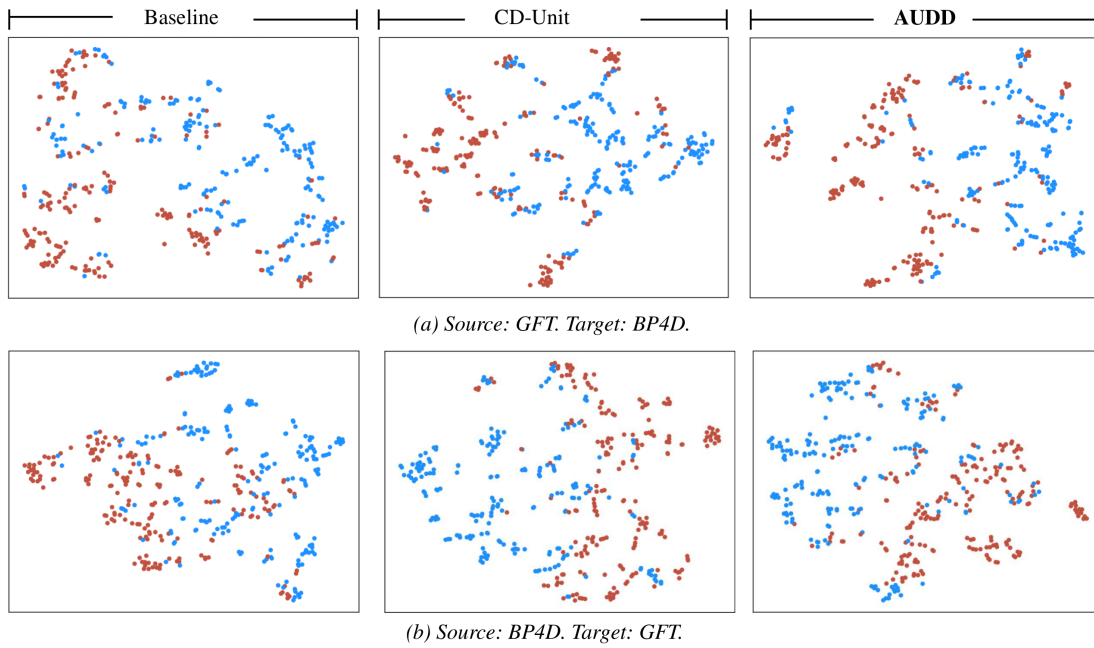 Baseline
CD-Unit
AUDD
(a) Source: GFT. Target: BP4D.
(b) Source: BP4D. Target: GFT.